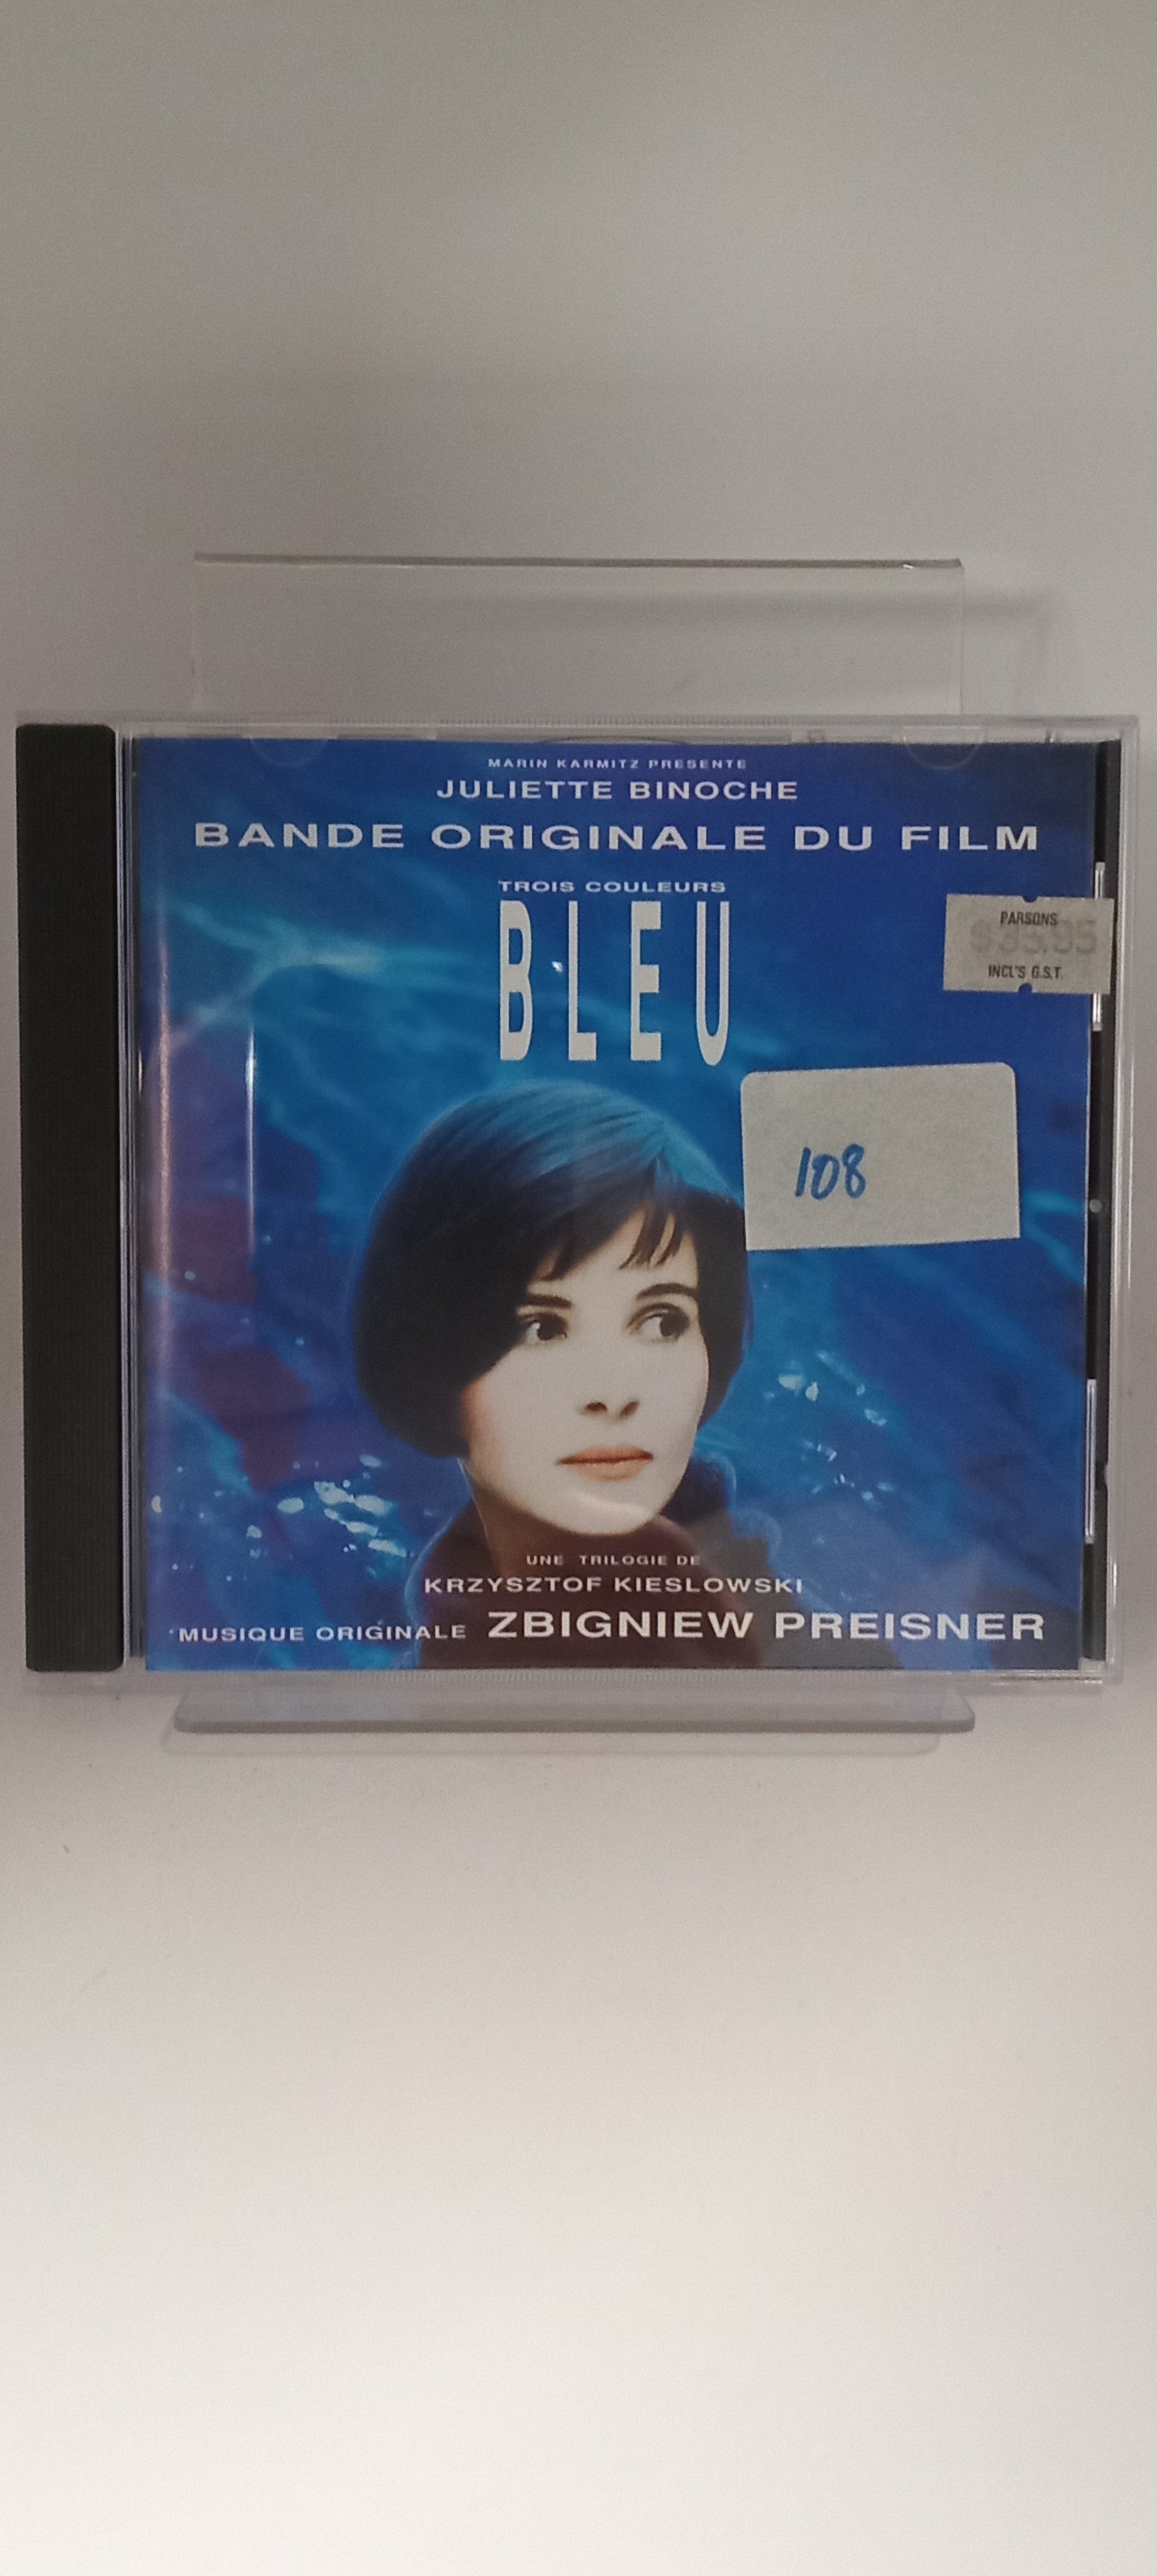 MARIN KARMITZ PRESENTE
JULIETTE BINOCHE
BANDE ORIGINALE DU FILM
TROIS COULEURS
BLEU
PARSONS
INCL'S G.S.T.
108
UNE TRILOGIE DE
KRZYSZTOF KIESLOWSKI
MUSIQUE ORIGINALE ZBIGNIEW PREISNER